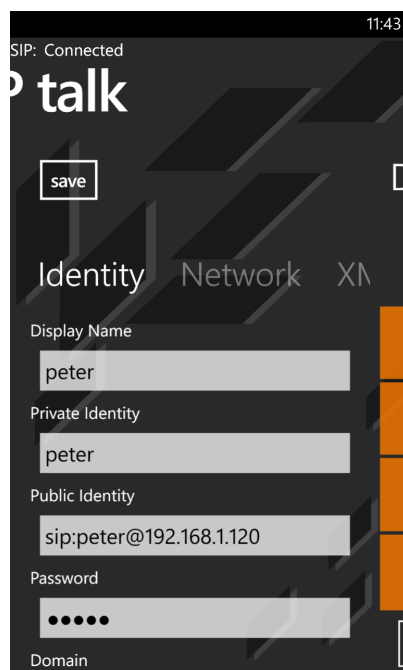 11:43
SIP: Connected
P talk
save
Identity Network XM
Display Name
peter
Private Identity
peter
Public Identity
sip:peter@192.168.1.120
Password
●●●●●
Domain